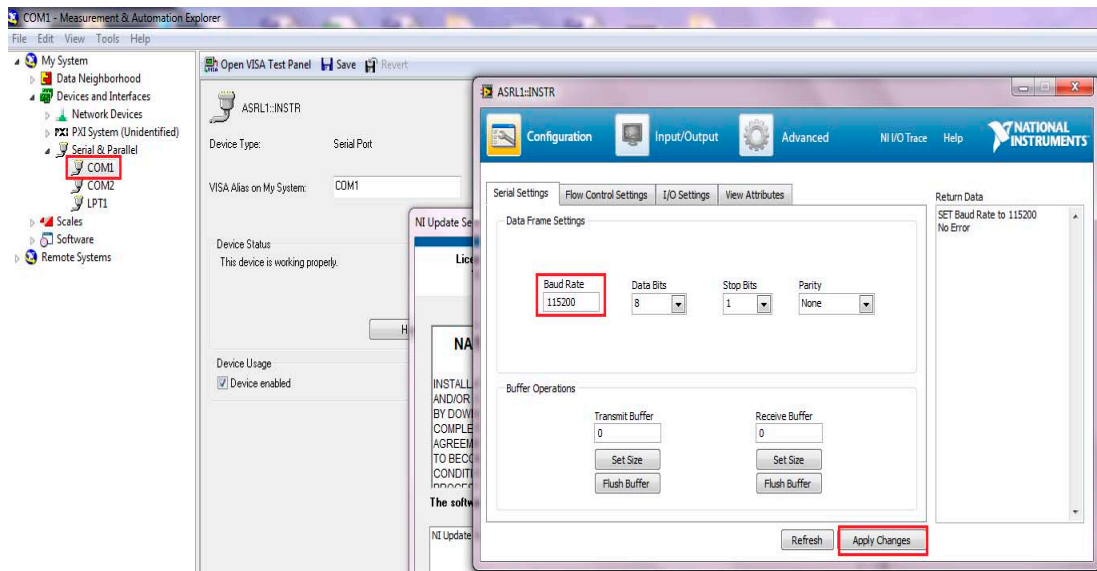 COM1 - Measurement & Automation Explorer
File Edit View Tools Help
My System
Data Neighborhood
Devices and Interfaces
Network Devices
PXI PXI System (Unidentified)
Serial & Parallel
COM1
COM2
LPT1
Scales
Software
Remote Systems
Open VISA Test Panel Save Revert
ASRL1::INSTR
Device Type: Serial Port
VISA Alias on My System: COM1
Device Status
This device is working properly.
H
Device Usage
Device enabled
NI Update Se
Lice
NA
INSTALL
AND/OR
BY DOW
COMPLE
AGREEM
TO BECO
CONDITI
The softw
NI Update
ASRL1::INSTR
Configuration Input/Output Advanced NI I/O Trace Help NATIONAL INSTRUMENTS
Serial Settings Flow Control Settings I/O Settings View Attributes
Data Frame Settings
Baud Rate Data Bits Stop Bits Parity
115200 8 1 None
Buffer Operations
Transmit Buffer Receive Buffer
0 0
Set Size Set Size
Flush Buffer Flush Buffer
Return Data
SET Baud Rate to 115200
No Error
Refresh Apply Changes